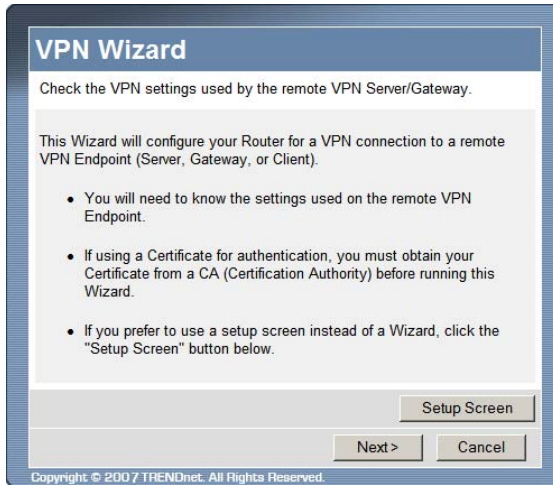 VPN Wizard
Check the VPN settings used by the remote VPN Server/Gateway.
This Wizard will configure your Router for a VPN connection to a remote
VPN Endpoint (Server, Gateway, or Client).
• You will need to know the settings used on the remote VPN
Endpoint.
• If using a Certificate for authentication, you must obtain your
Certificate from a CA (Certification Authority) before running this
Wizard.
• If you prefer to use a setup screen instead of a Wizard, click the
"Setup Screen" button below.
Setup Screen
Next> Cancel
Copyright © 2007 TRENDnet. All Rights Reserved.